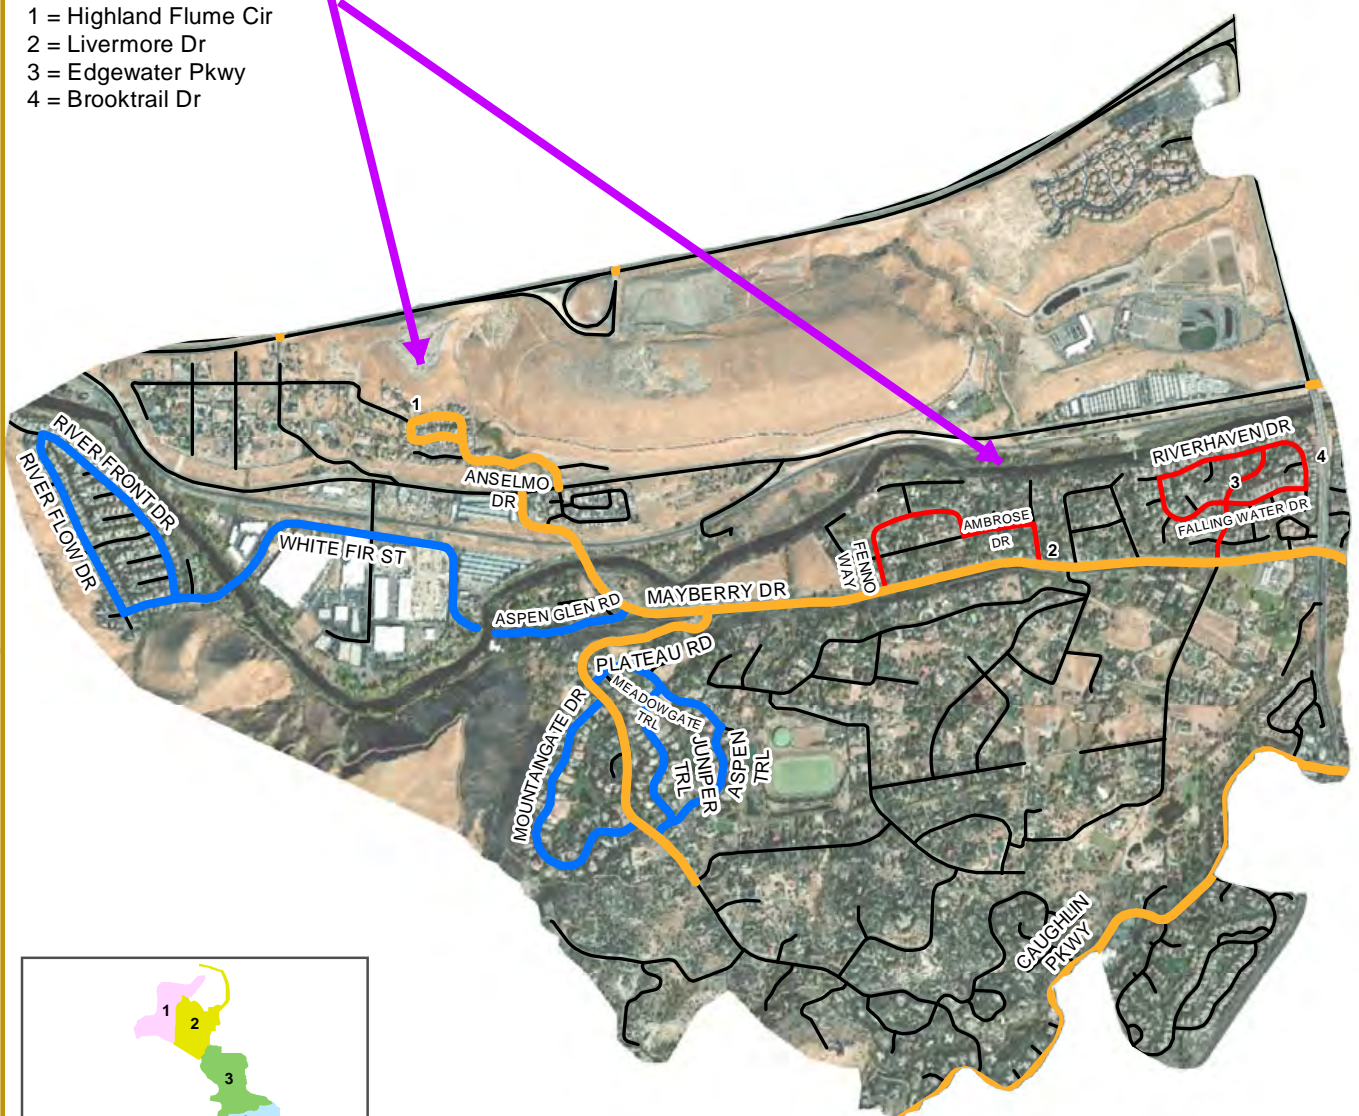 1 = Highland Flume Cir
2 = Livermore Dr
3 = Edgewater Pkwy
4 = Brooktrail Dr
1
RIVER FRONT DR
RIVER FLOW DR
ANSELMO
DR
WHITE FIR ST
ASPEN GLEN RD
MAYBERRY DR
FENNO
WAY
AMBROSE
DR
2
RIVERHAVEN DR
4
3
FALLING WATER DR
PLATEAU RD
MEADOWGATE
TRL
MOUNTAINGATE DR
JUNIPER
TRL
ASPEN
TRL
CAUGHLIN
PKWY
1
2
3